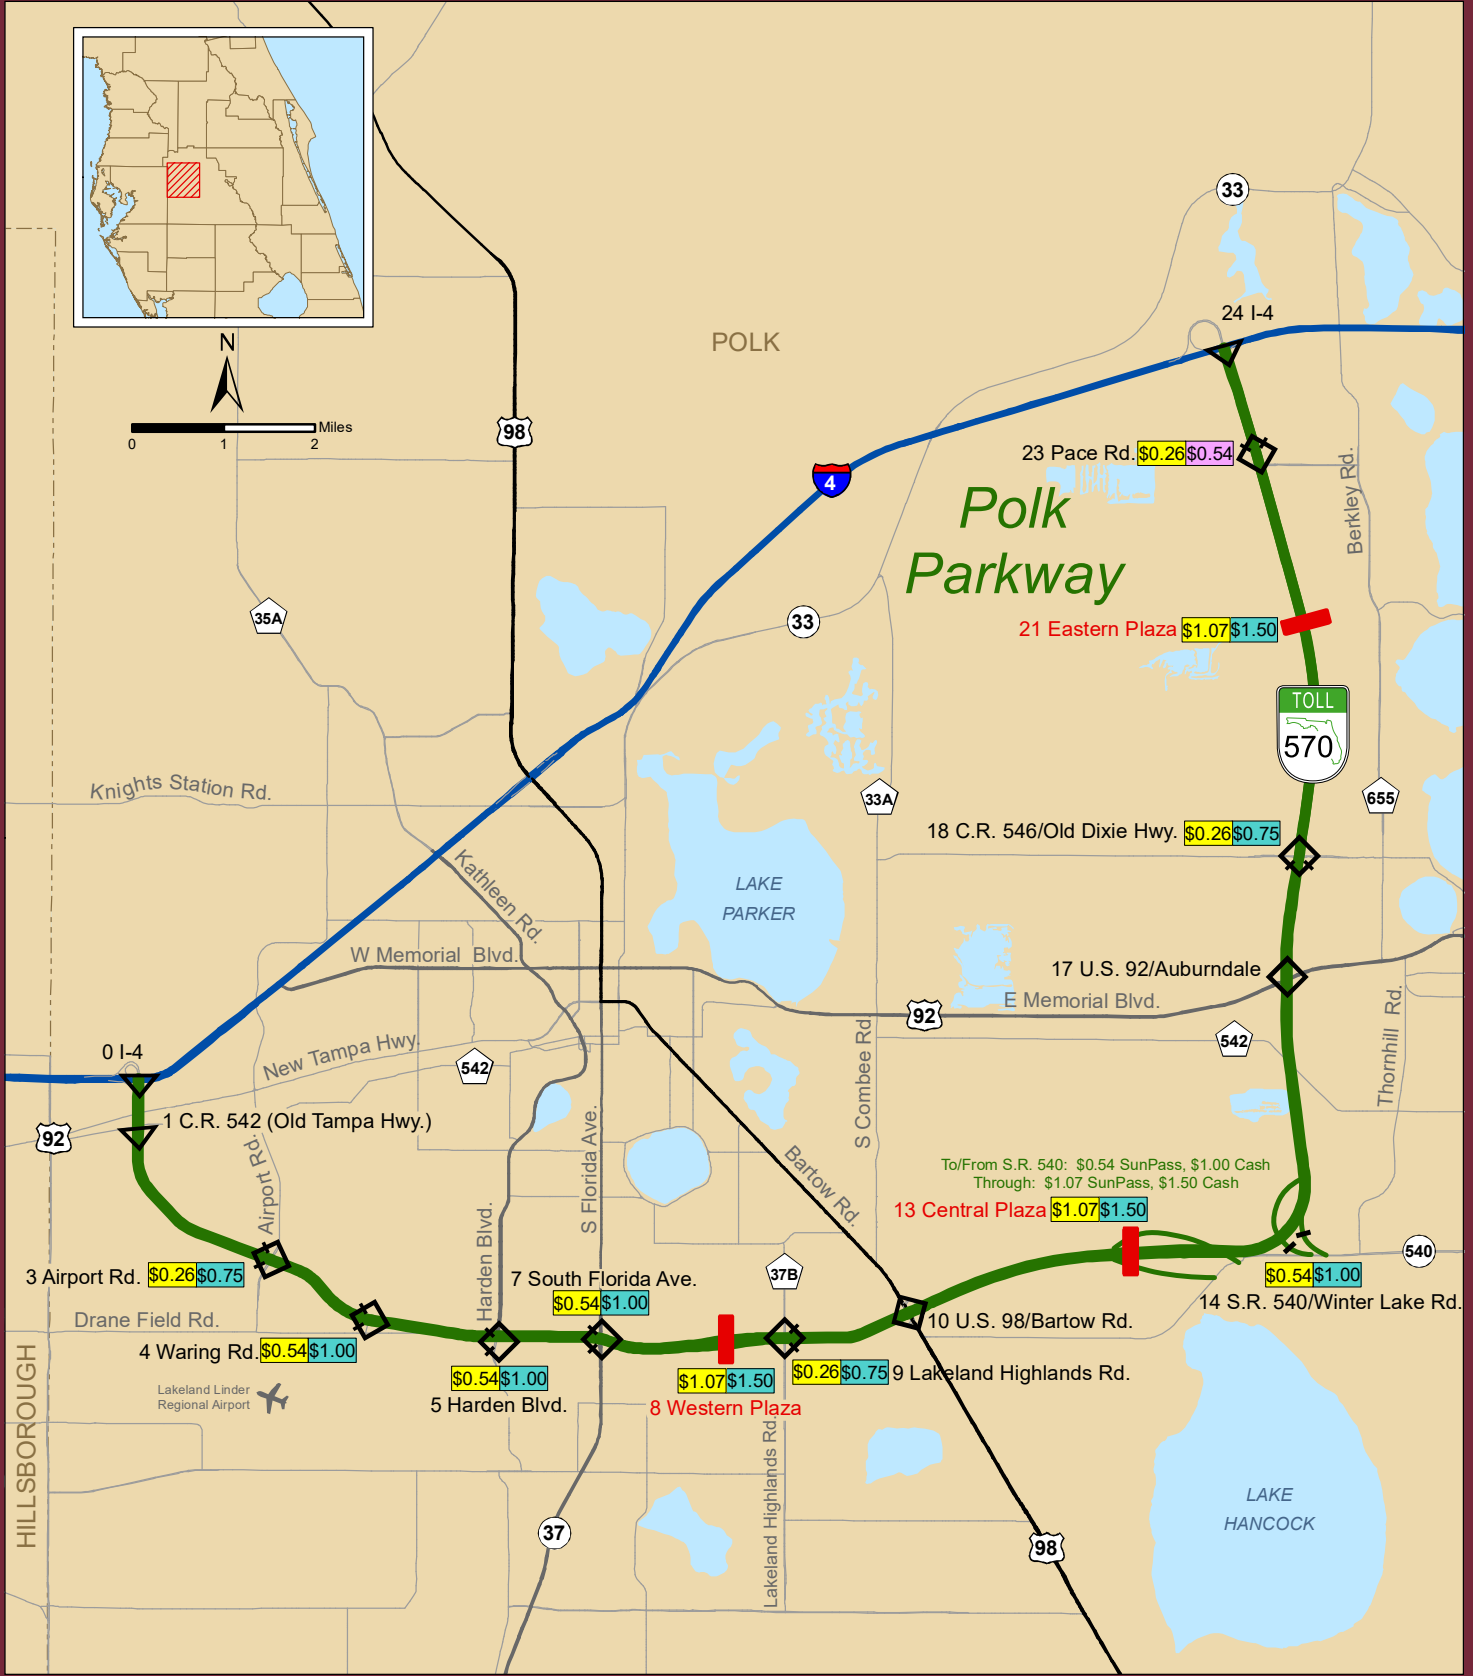 33
24 I-4
N
POLK
Miles
0 1 2
98
23 Pace Rd. $0.26 $0.54
4
Polk
Parkway
Berkley Rd.
35A
33
21 Eastern Plaza $1.07 $1.50
TOLL
570
Knights Station Rd.
33A
655
18 C.R. 546/Old Dixie Hwy. $0.26 $0.75
Kathleen Rd.
LAKE
PARKER
W Memorial Blvd.
17 U.S. 92/Auburndale
E Memorial Blvd.
92
Thornhill Rd.
0 I-4
New Tampa Hwy.
542
S Combee Rd.
542
1 C.R. 542 (Old Tampa Hwy.)
92
Airport Rd.
S Florida Ave.
Bartow Rd.
To/From S.R. 540: $0.54 SunPass, $1.00 Cash
Through: $1.07 SunPass, $1.50 Cash
13 Central Plaza $1.07 $1.50
Harden Blvd.
540
3 Airport Rd. $0.26 $0.75
7 South Florida Ave.
$0.54 $1.00
37B
$0.54 $1.00
14 S.R. 540/Winter Lake Rd.
Drane Field Rd.
10 U.S. 98/Bartow Rd.
4 Waring Rd. $0.54 $1.00
$0.54 $1.00
5 Harden Blvd.
$1.07 $1.50
8 Western Plaza
$0.26 $0.75 9 Lakeland Highlands Rd.
Lakeland Linder
Regional Airport
HILLSBOROUGH
Lakeland Highlands Rd.
37
98
LAKE
HANCOCK